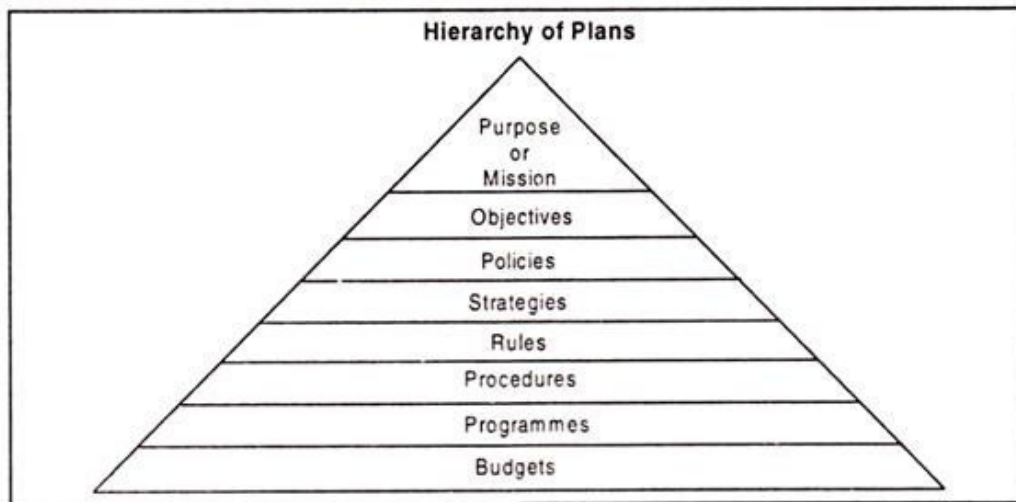 Hierarchy of Plans
Purpose
or
Mission
Objectives
Policies
Strategies
Rules
Procedures
Programmes
Budgets